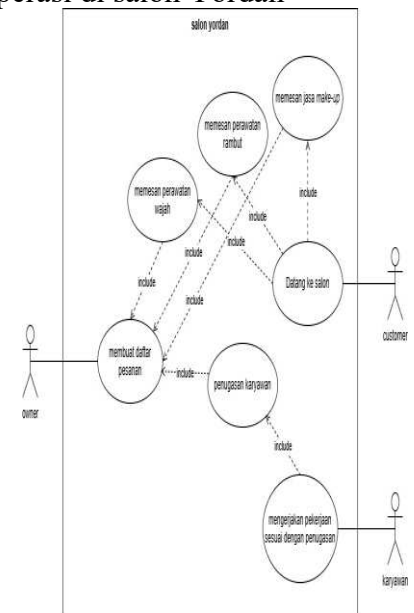 perasi di salon Yordan
salon yordan
memesan jasa make-up
memesan perawatan
rambut
memesan perawatan
wajah
include
include
include
Datang ke salon
include
include
include
customer
membuat daftar
pesanan
owner
include
penugasan karyawan
include
mengerjakan pekerjaan
sesuai dengan penugasan
karyawan